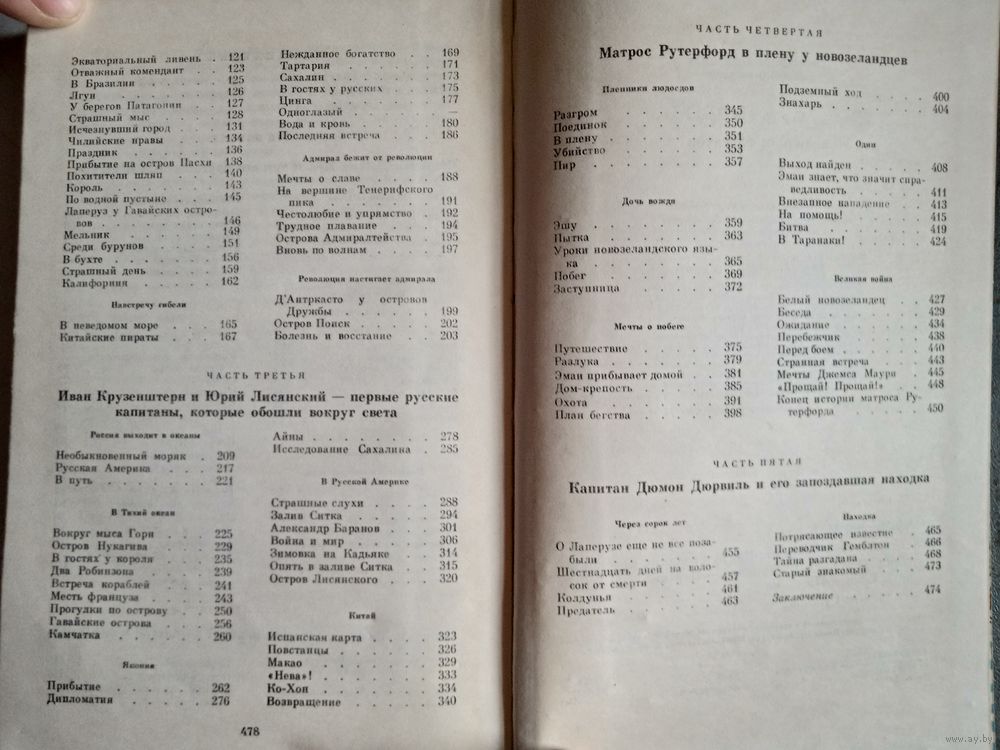 Экваториальный ливень . 121
Отважный комендант . . 123
В Бразилии . . . . 125
Лгун . . . . . . 126
У берегов Патагонии . . 127
Страшный мыс . . . . 128
Исчезнувший город . . . 131
Чилийские нравы . . . . 134
Праздник . . . . . 136
Прибытие на остров Пасхи 138
Похитители шляп . . . 140
Король . . . . . . 143
По водной пустыне . . . 145
Лаперуз у Гавайских остро-
вов . . . . . . 146
Мельник . . . . . 149
Среди бурунов . . . . 151
В бухте . . . . . . 156
Страшный день . . . . 159
Калифорния . . . . . 162
Навстречу гибели
В неведомом море . . . 165
Китайские пираты . . . 167
Нежданное богатство . . 169
Тартария . . . . . 171
Сахалин . . . . . . 173
В гостях у русских . . . 175
Цинга . . . . . . 177
Одноглазый . . . . . —
Вода и кровь . . . . 180
Последняя встреча . . . 186
Адмирал бежит от революции
Мечты о славе . . . . 188
На вершине Тенерифского
пика . . . . . . 191
Честолюбие и упрямство . 192
Трудное плавание . . . 194
Острова Адмиралтейства . 195
Вновь по волнам . . . 197
Революция настигает адмирала
Д'Антркасто у островов
Дружбы . . . . . 199
Остров Поиск . . . . 202
Болезнь и восстание . . 203
ЧАСТЬ ТРЕТЬЯ
Иван Крузенштерн и Юрий Лисянский — первые русские
капитаны, которые обошли вокруг света
Россия выходит в океаны
Необыкновенный моряк . 209
Русская Америка . . . 217
В путь . . . . . . 221
В Тихий океан
Вокруг мыса Горн . . . 225
Остров Нукагива . . . 229
В гостях у короля . . . 235
Два Робинзона . . . . 239
Встреча кораблей . . . 241
Месть француза . . . . 243
Прогулки по острову . . 250
Гавайские острова . . . 256
Камчатка . . . . . 260
Япония
Прибытие . . . . . 262
Дипломатия . . . . . 276
Айны . . . . . . . 278
Исследование Сахалина . . 285
В Русской Америке
Страшные слухи . . . 288
Залив Ситка . . . . . 294
Александр Баранов . . . 301
Война и мир . . . . . 306
Зимовка на Кадьяке . . 314
Опять в заливе Ситка . . 315
Остров Лисянского . . . 320
Китай
Испанская карта . . . . 323
Повстанцы . . . . . 326
Макао . . . . . . 329
«Нева»! . . . . . . 333
Ко-Хон . . . . . . 334
Возвращение . . . . . 340
478
ЧАСТЬ ЧЕТВЕРТАЯ
Матрос Рутерфорд в плену у новозеландцев
Пленники людоедов
Разгром . . . . . . 345
Поединок . . . . . 350
В плену . . . . . . 351
Убийство . . . . . 353
Пир . . . . . . . 357
Дочь вождя
Эшу . . . . . . . 359
Пытка . . . . . . 363
Уроки новозеландского язы-
ка . . . . . . . 365
Побег . . . . . . 369
Заступница . . . . . 372
Мечты о побеге
Путешествие . . . . . 375
Разлука . . . . . . 379
Эмаи прибывает домой . . 381
Дом-крепость . . . . 385
Охота . . . . . . 391
План бегства . . . . 398
Подземный ход . . . . 400
Знахарь . . . . . . 404
Один
Выход найден . . . . 408
Эмаи знает, что значит спра-
ведливость . . . . . 411
Внезапное нападение . . 413
На помощь! . . . . . 415
Битва . . . . . . 419
В Таранаки! . . . . . 424
Великая война
Белый новозеландец . . 427
Беседа . . . . . . 429
Ожидание . . . . . 434
Перебежчик . . . . . 438
Перед боем . . . . . 440
Странная встреча . . . 443
Мечты Джемса Маури . . 445
«Прощай! Прощай!» . . 448
Конец истории матроса Ру-
терфорда . . . . . 450
ЧАСТЬ ПЯТАЯ
Капитан Дюмон Дюрвиль и его запоздавшая находка
Через сорок лет
О Лаперузе еще не все поза-
были . . . . . . 455
Шестнадцать дней на воло-
сок от смерти . . . . 457
Колдунья . . . . . 461
Предатель . . . . . 463
Находка
Потрясающее известие . . 465
Переводчик Гембльтон . . 466
Тайна разгадана . . . . 468
Старый знакомый . . . 473
Заключение . . . . 474
www.ay.by